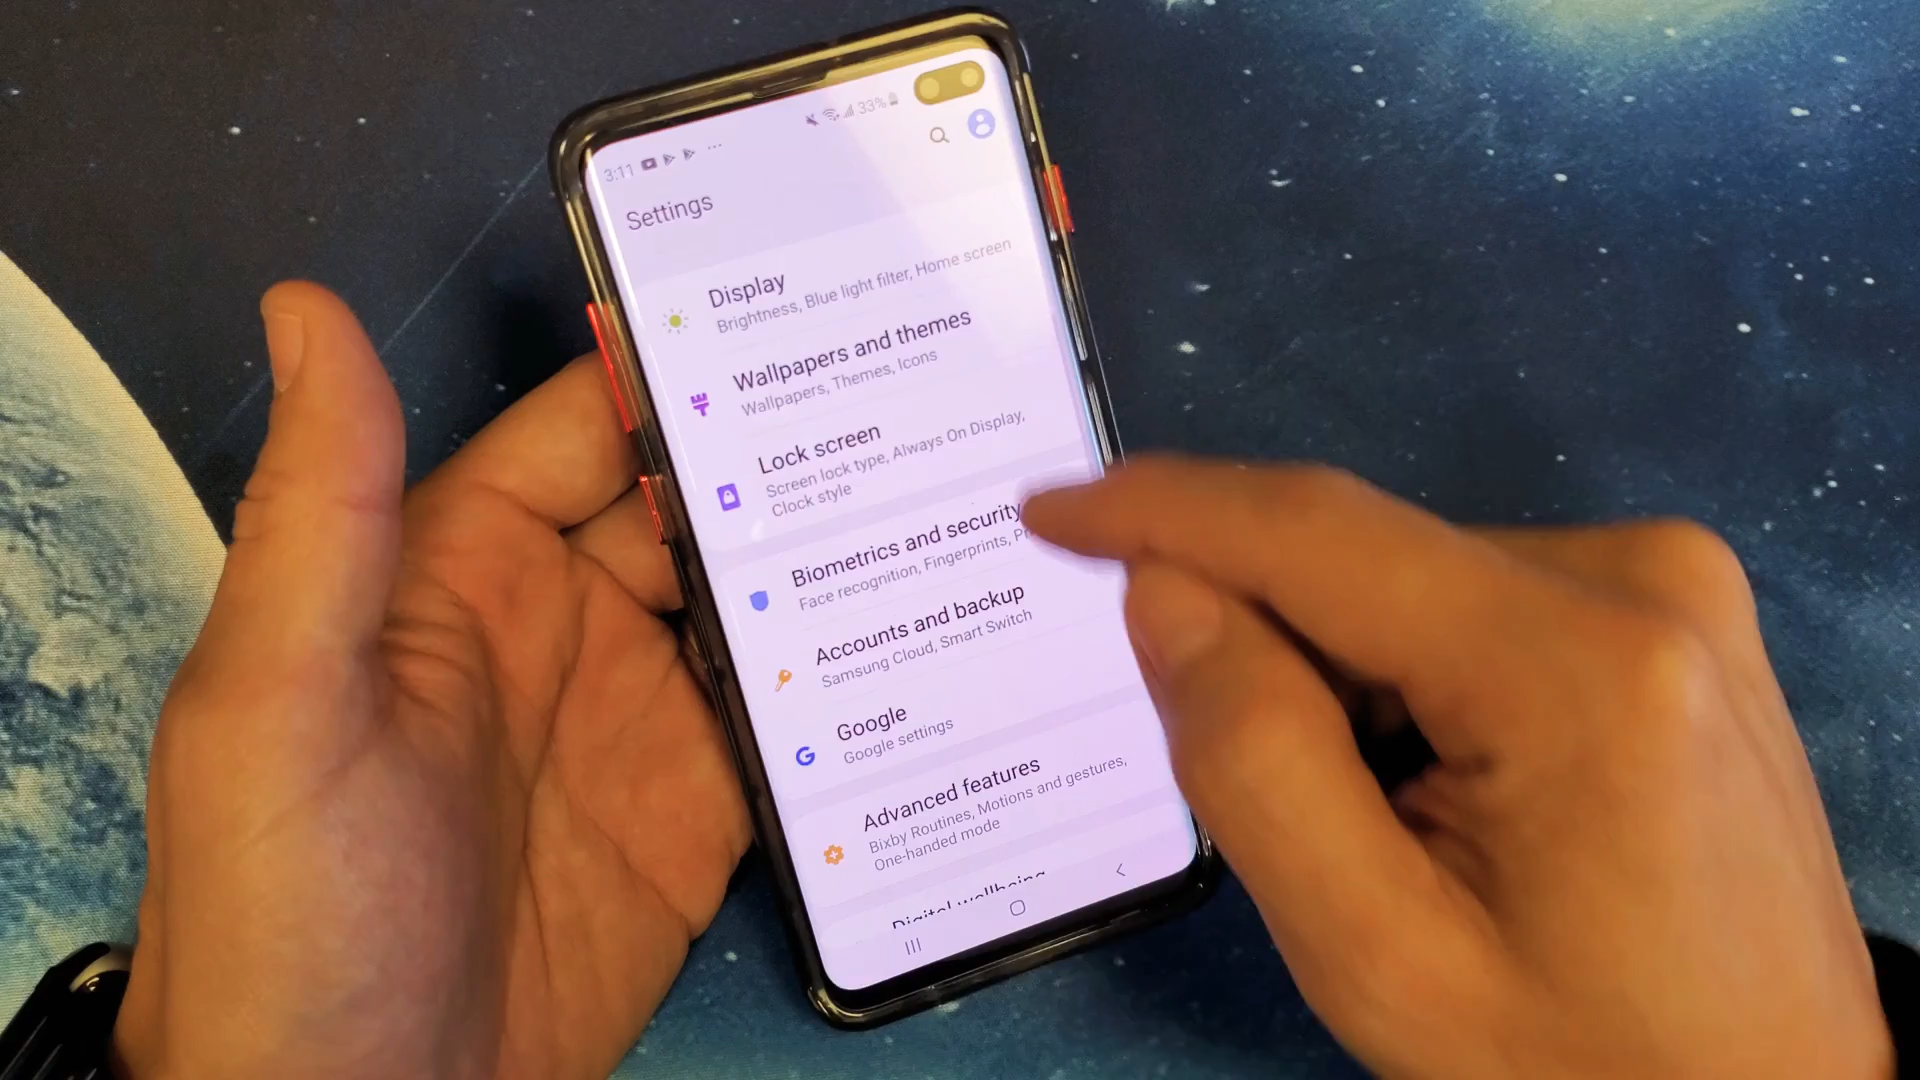 3:11
33%
Settings
Display
Brightness, Blue light filter, Home screen
Wallpapers and themes
Wallpapers, Themes, Icons
Lock screen
Screen lock type, Always On Display,
Clock style
Biometrics and security
Face recognition, Fingerprints,
Accounts and backup
Samsung Cloud, Smart Switch
Google
Google settings
Advanced features
Bixby Routines, Motions and gestures,
One-handed mode
Digital wellbeing